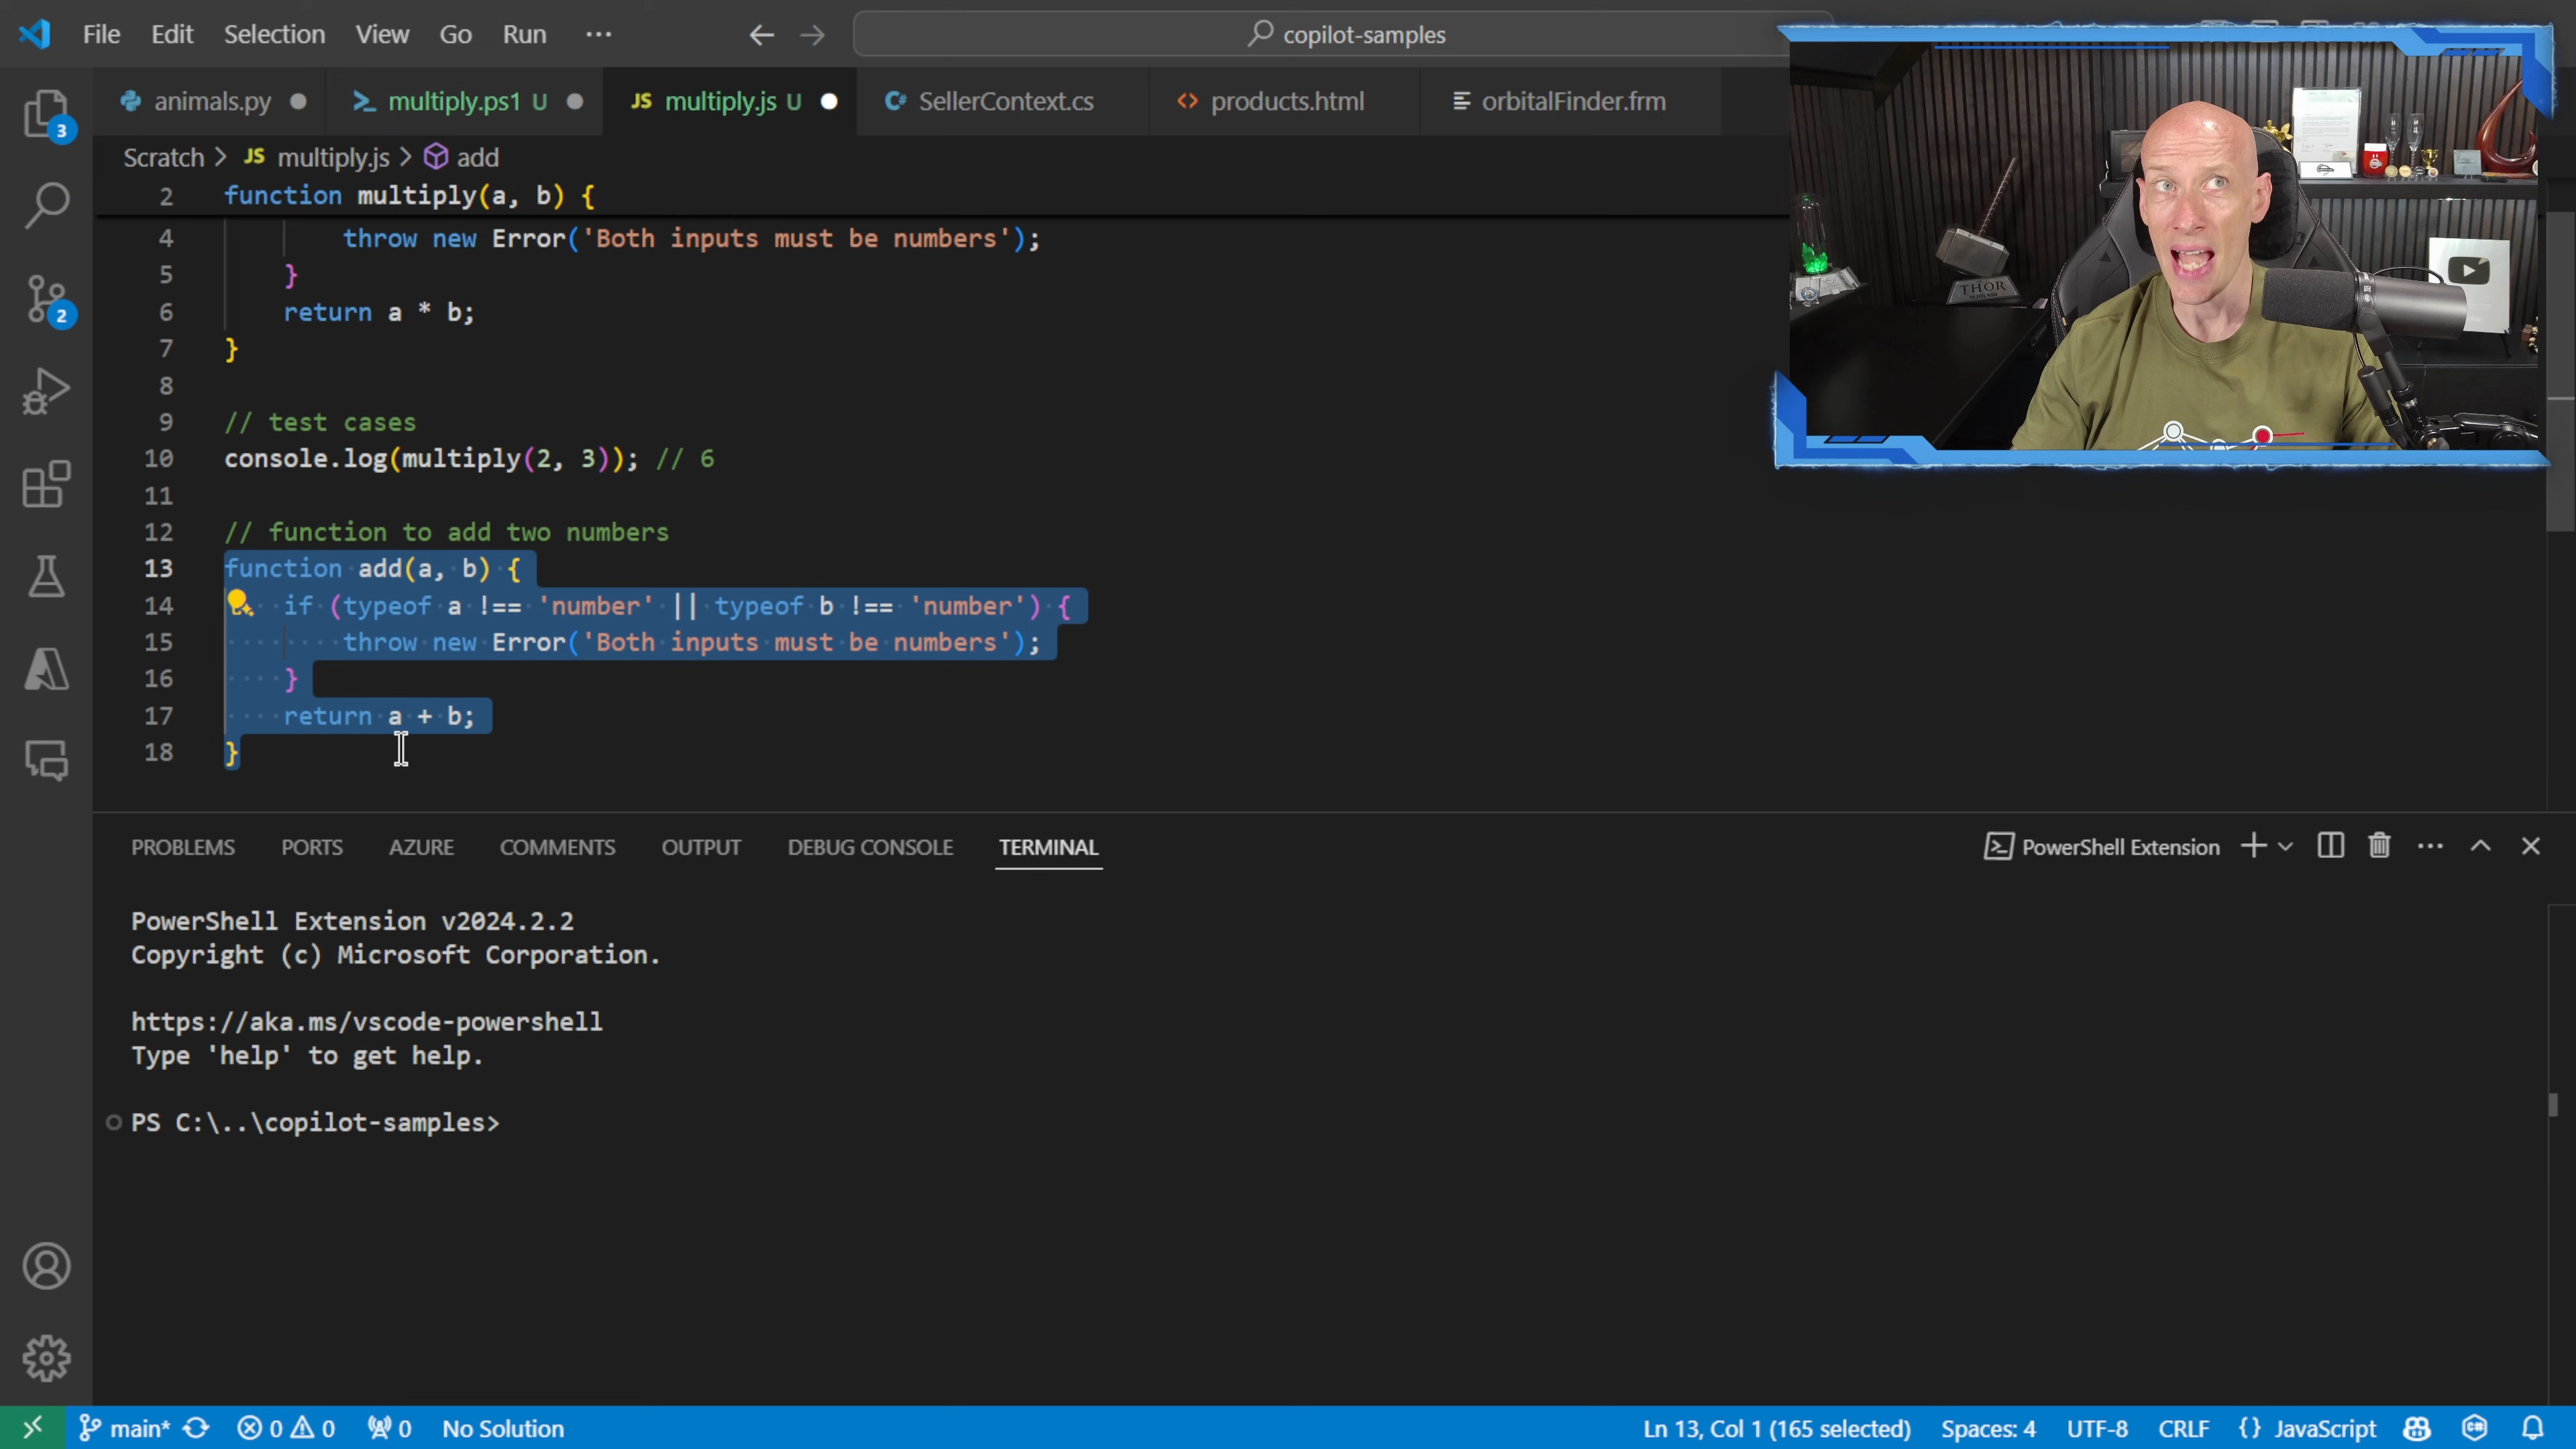 File Edit Selection View Go Run ··· copilot-samples
animals.py multiply.ps1 U JS multiply.js U SellerContext.cs products.html orbitalFinder.frm
Scratch > JS multiply.js > add
2 function multiply(a, b) {
4 throw new Error('Both inputs must be numbers');
5 }
6 return a * b;
7 }
8
9 // test cases
10 console.log(multiply(2, 3)); // 6
11
12 // function to add two numbers
13 function add(a, b) {
14 if (typeof a !== 'number' || typeof b !== 'number') {
15 throw new Error('Both inputs must be numbers');
16 }
17 return a + b;
18 }
3
2
THOR
PROBLEMS PORTS AZURE COMMENTS OUTPUT DEBUG CONSOLE TERMINAL PowerShell Extension
PowerShell Extension v2024.2.2
Copyright (c) Microsoft Corporation.
https://aka.ms/vscode-powershell
Type 'help' to get help.
PS C:\..\copilot-samples>
main* 0 0 0 No Solution Ln 13, Col 1 (165 selected) Spaces: 4 UTF-8 CRLF {} JavaScript